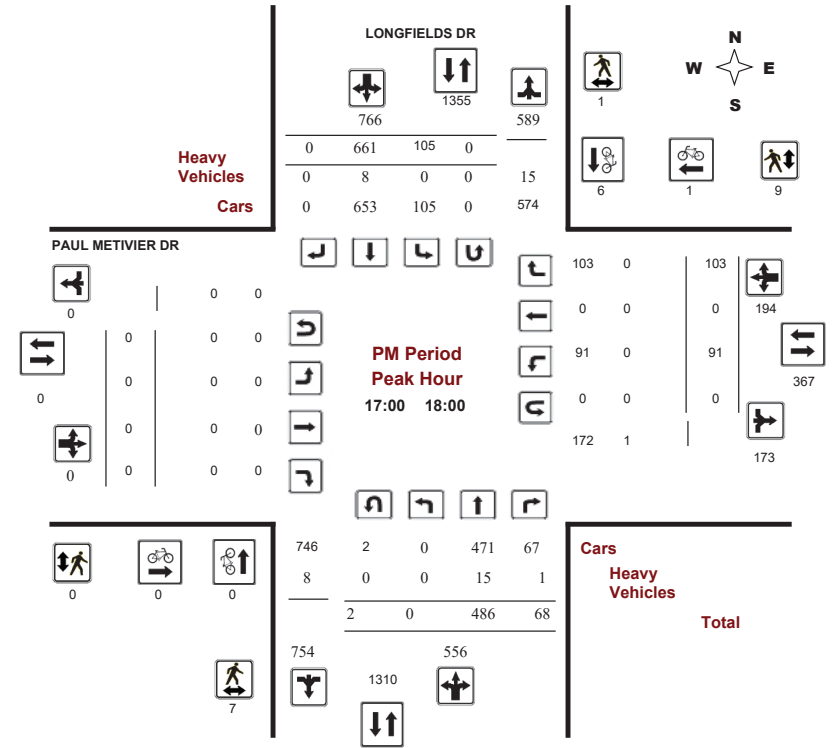 LONGFIELDS DR
N
W E
S
1355
1
766 589
0 661 105 0
Heavy
Vehicles
0 8 0 0 15
Cars
0 653 105 0 574
6 1 9
PAUL METIVIER DR
0
0 0
103 0 103
194
0 0 0
0 0 0
91 0 91
367
0
0 0 0
0 0 0
0 0 0
172 1
173
0
0 0 0
PM Period
Peak Hour
17:00 18:00
746 2 0 471 67
Cars
8 0 0 15 1
Heavy
Vehicles
2 0 486 68
Total
0 0 0
754 556
1310
7